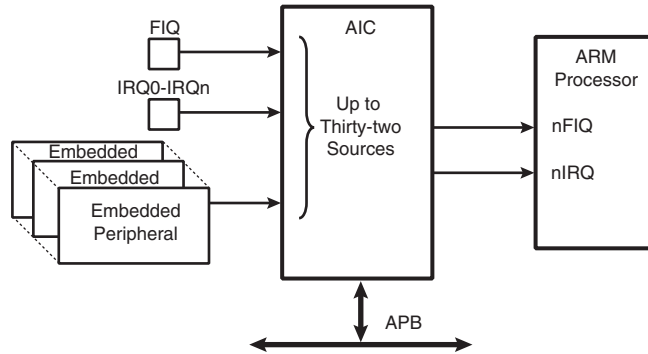 FIQ
IRQ0-IRQn
Embedded
Embedded
Embedded
Peripheral
AIC
Up to
Thirty-two
Sources
ARM
Processor
nFIQ
nIRQ
APB